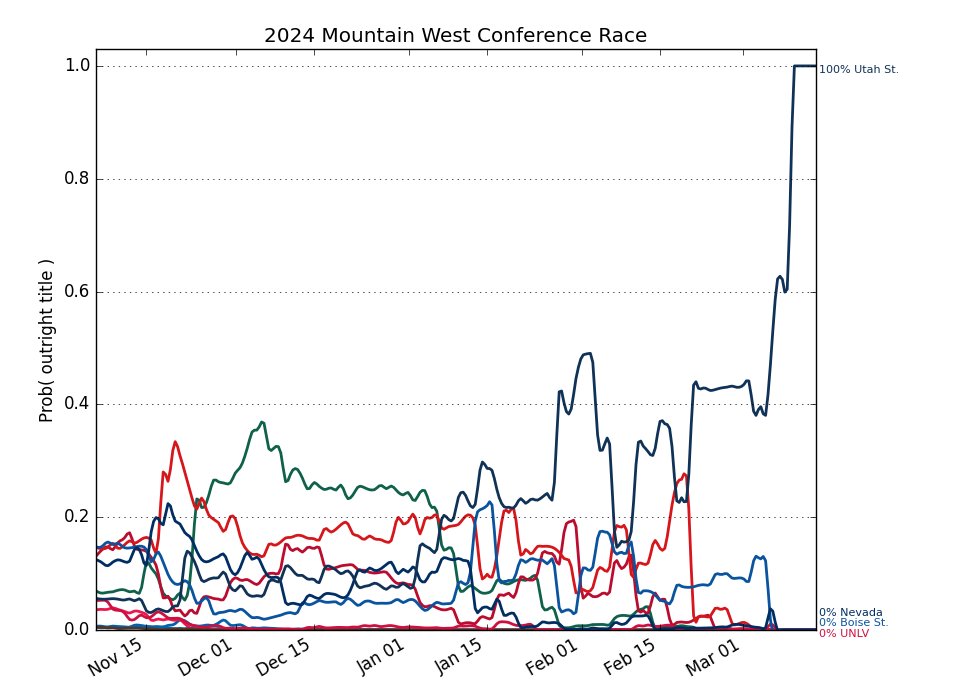 2024 Mountain West Conference Race
Prob( outright title )
1.0
0.8
0.6
0.4
0.2
0.0
Nov 15
Dec 01
Dec 15
Jan 01
Jan 15
Feb 01
Feb 15
Mar 01
100% Utah St.
0% Nevada
0% Boise St.
0% UNLV